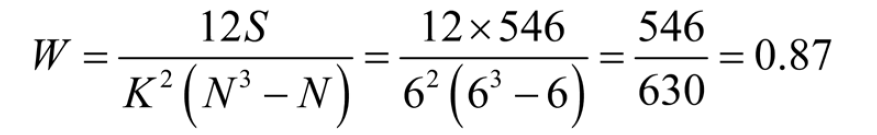 W = 12S / K²(N³ − N) = 12×546 / 6²(6³ − 6) = 546 / 630 = 0.87